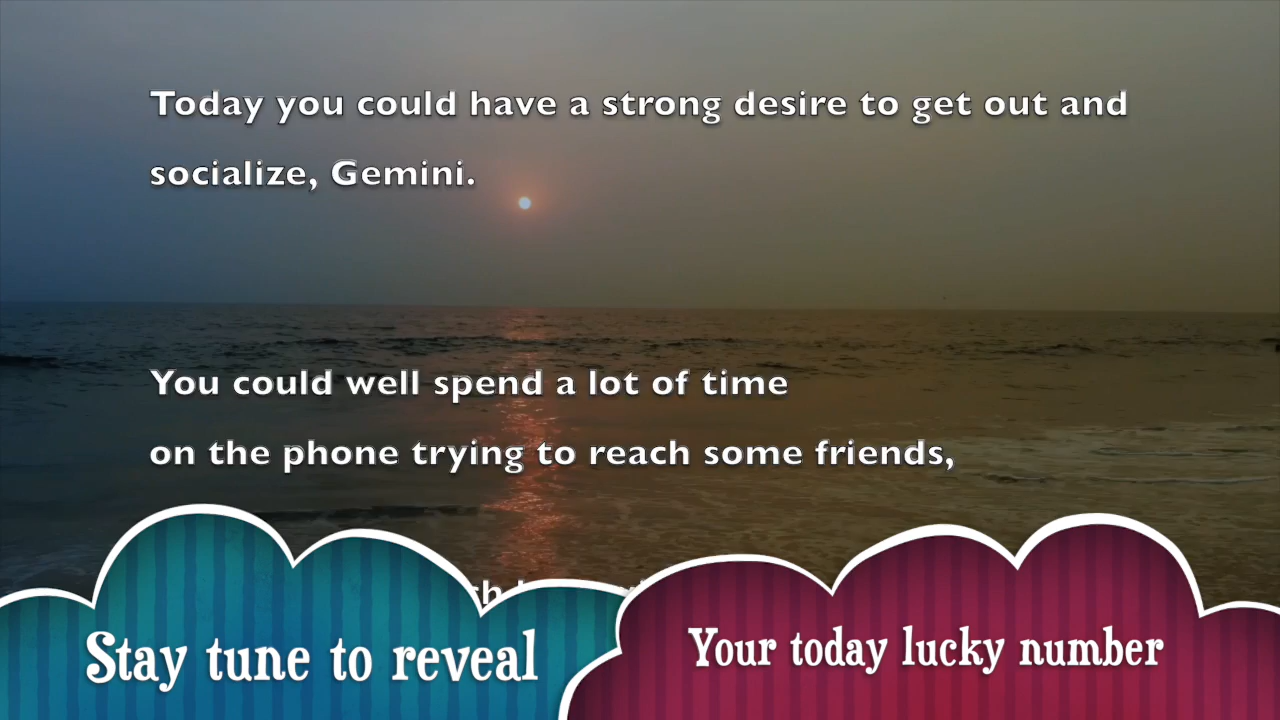 Today you could have a strong desire to get out and
socialize, Gemini.
You could well spend a lot of time
on the phone trying to reach some friends,
Stay tune to reveal
Your today lucky number